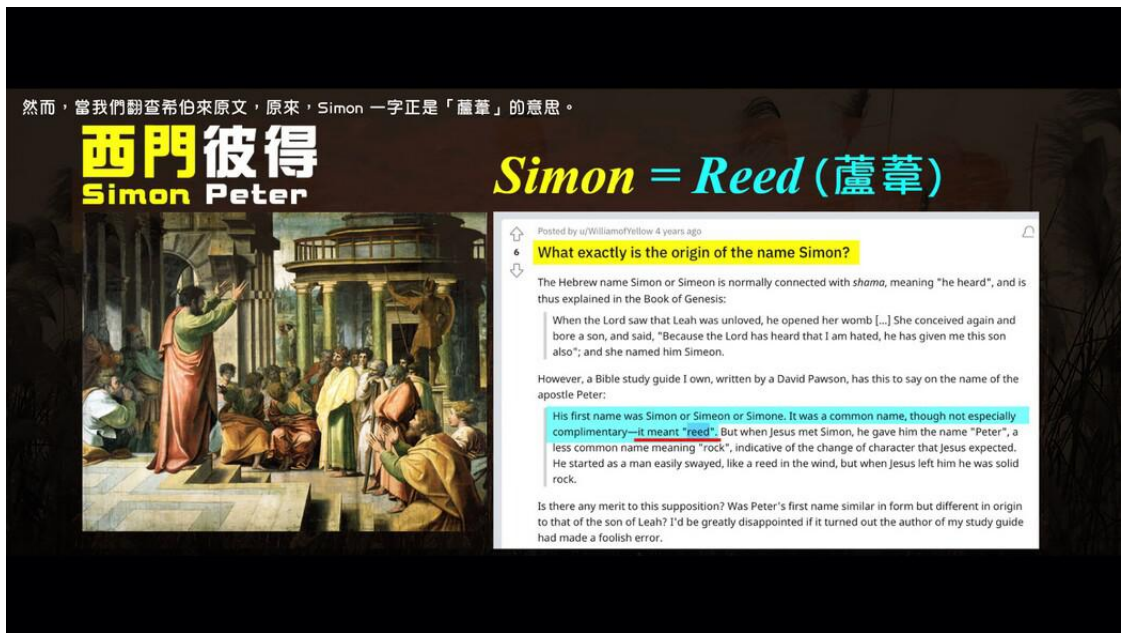 然而,當我們翻查希伯來原文,原來,Simon 一字正是「蘆葦」的意思。
西門彼得
Simon Peter
Simon = Reed (蘆葦)
Posted by u/WilliamofYellow 4 years ago
6
What exactly is the origin of the name Simon?
The Hebrew name Simon or Simeon is normally connected with shama, meaning "he heard", and is
thus explained in the Book of Genesis:
When the Lord saw that Leah was unloved, he opened her womb [...] She conceived again and
bore a son, and said, "Because the Lord has heard that I am hated, he has given me this son
also"; and she named him Simeon.
However, a Bible study guide I own, written by a David Pawson, has this to say on the name of the
apostle Peter:
His first name was Simon or Simeon or Simone. It was a common name, though not especially
complimentary—it meant "reed". But when Jesus met Simon, he gave him the name "Peter", a
less common name meaning "rock", indicative of the change of character that Jesus expected.
He started as a man easily swayed, like a reed in the wind, but when Jesus left him he was solid
rock.
Is there any merit to this supposition? Was Peter's first name similar in form but different in origin
to that of the son of Leah? I'd be greatly disappointed if it turned out the author of my study guide
had made a foolish error.